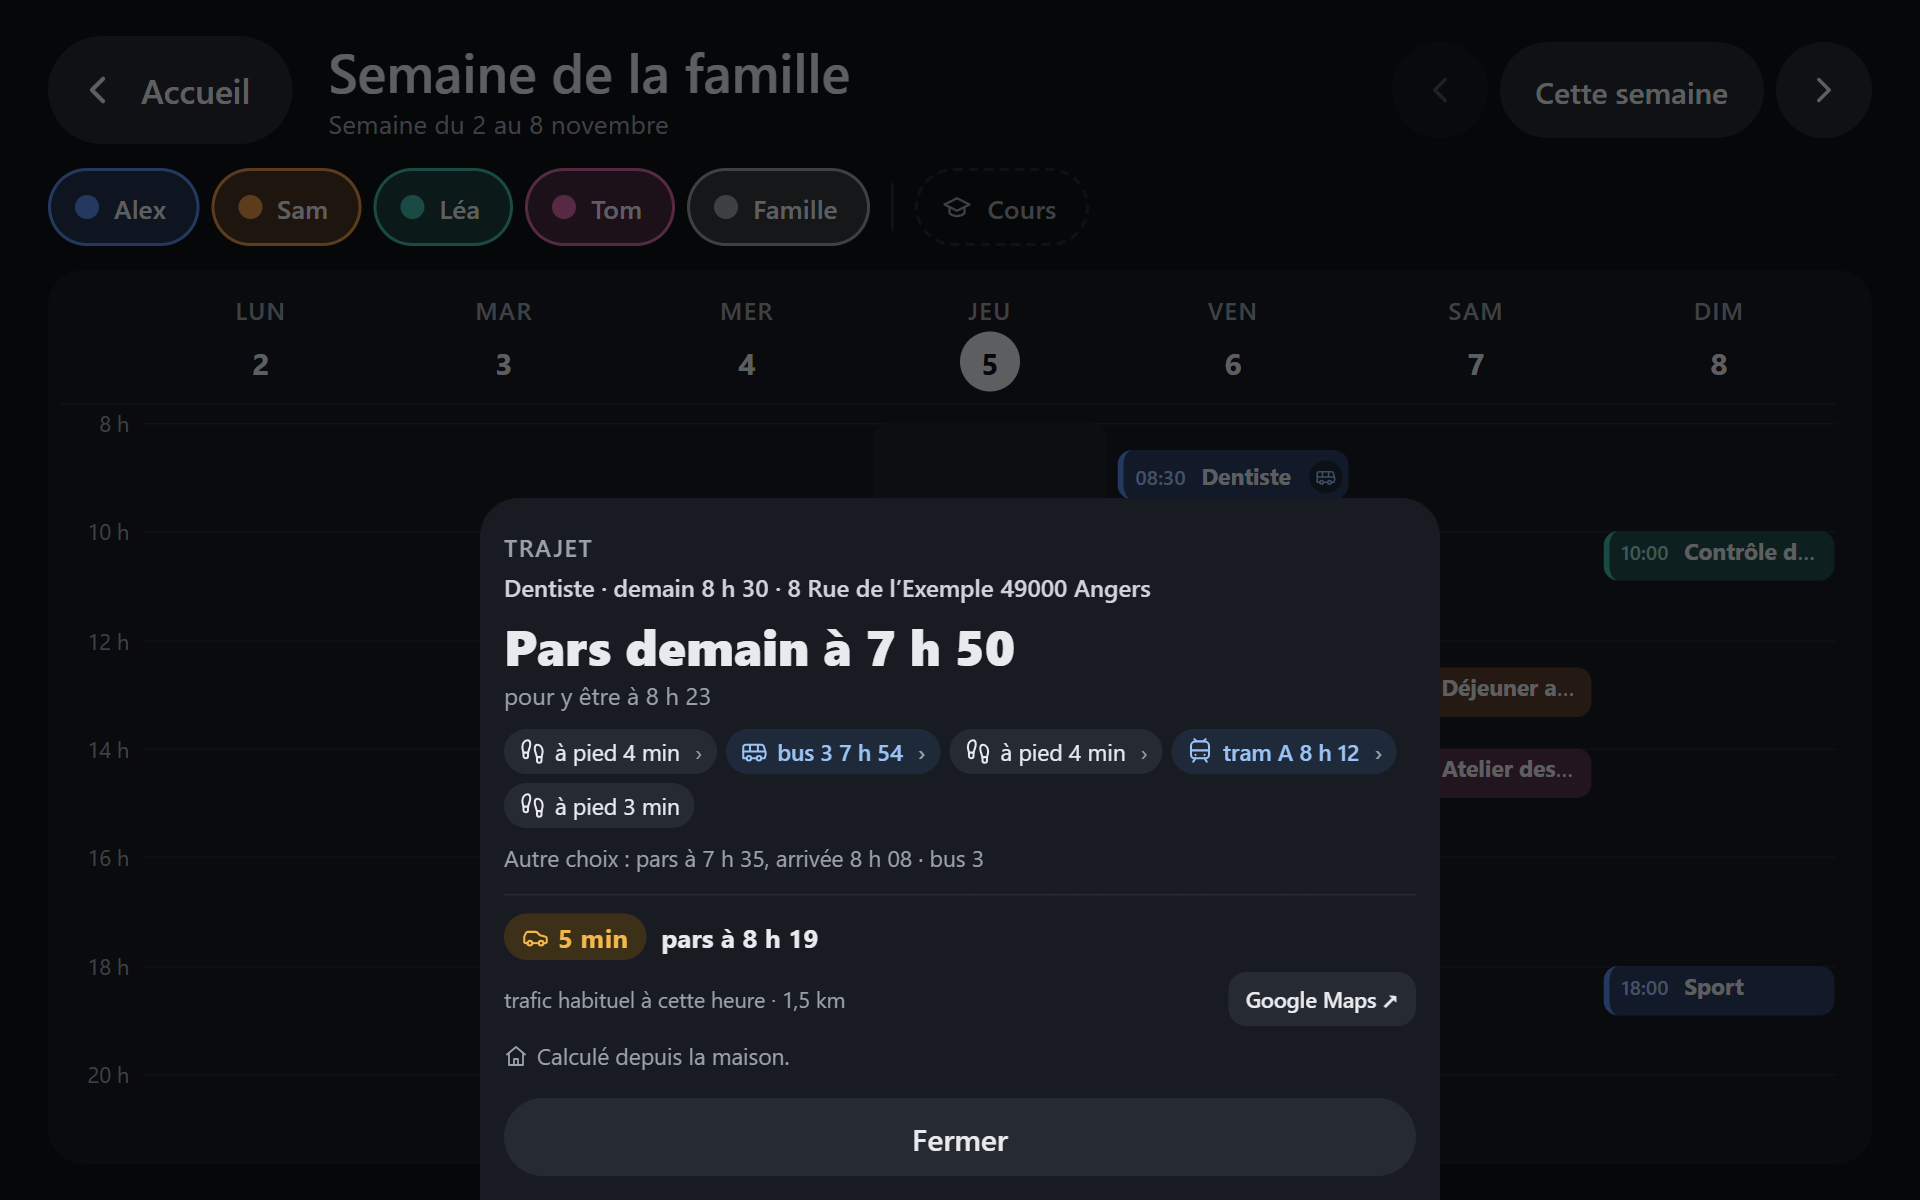 Accueil
Semaine de la famille
Semaine du 2 au 8 novembre
Cette semaine
Alex
Sam
Léa
Tom
Famille
Cours
LUN
MAR
MER
JEU
VEN
SAM
DIM
2
3
4
5
6
7
8
8 h
08:30 Dentiste
10 h
10:00 Contrôle d…
12 h
Déjeuner a…
14 h
Atelier des…
16 h
18 h
18:00 Sport
20 h
TRAJET
Dentiste · demain 8 h 30 · 8 Rue de l’Exemple 49000 Angers
Pars demain à 7 h 50
pour y être à 8 h 23
à pied 4 min ›
bus 3 7 h 54 ›
à pied 4 min ›
tram A 8 h 12 ›
à pied 3 min
Autre choix : pars à 7 h 35, arrivée 8 h 08 · bus 3
5 min pars à 8 h 19
trafic habituel à cette heure · 1,5 km
Google Maps ↗
Calculé depuis la maison.
Fermer